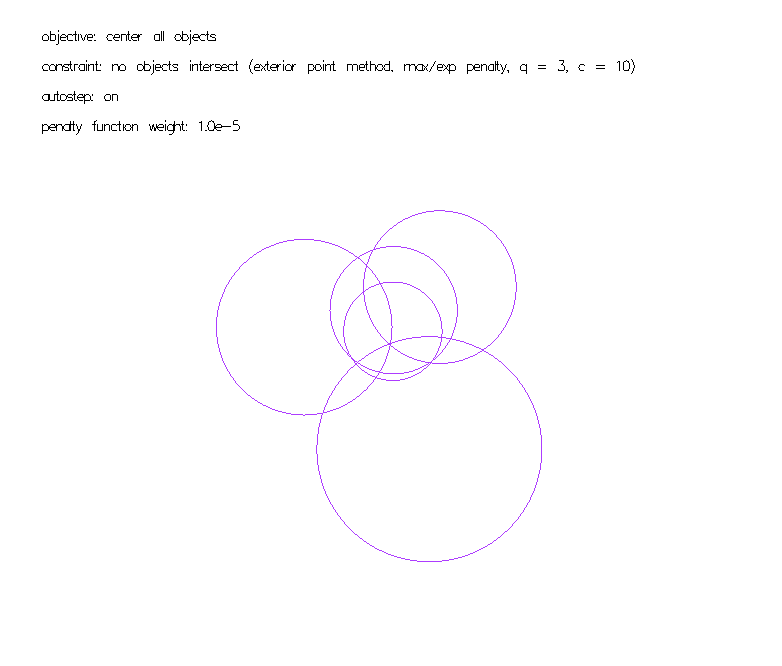 objective: center all objects
constraint: no objects intersect (exterior point method, max/exp penalty, q = 3, c = 10)
autostep: on
penalty function weight: 1.0e-5